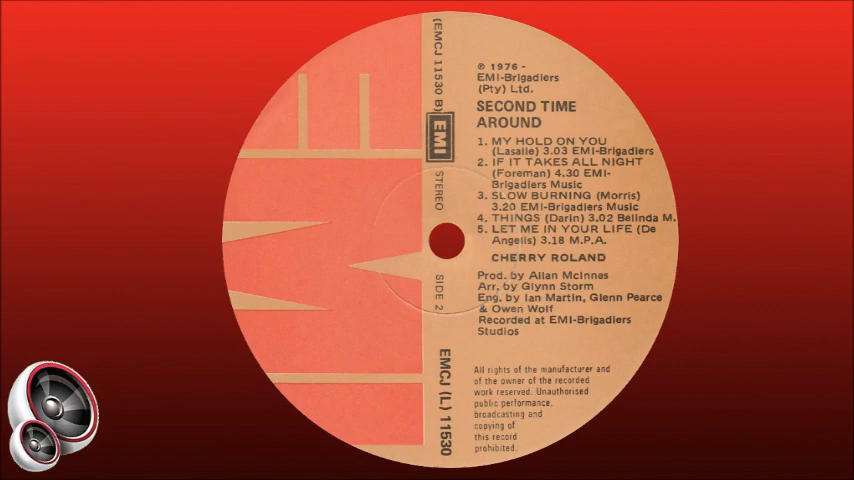 (EMCJ 11530 B)
EMI
STEREO
SIDE 2
EMCJ (L) 11530
℗ 1976 -
EMI-Brigadiers
(Pty) Ltd.
SECOND TIME
AROUND
1. MY HOLD ON YOU
(Lasalle) 3.03 EMI-Brigadiers
2. IF IT TAKES ALL NIGHT
(Foreman) 4.30 EMI-
Brigadiers Music
3. SLOW BURNING (Morris)
3.20 EMI-Brigadiers Music
4. THINGS (Darin) 3.02 Belinda M.
5. LET ME IN YOUR LIFE (De
Angelis) 3.18 M.P.A.
CHERRY ROLAND
Prod. by Allan McInnes
Arr. by Glynn Storm
Eng. by Ian Martin, Glenn Pearce
& Owen Wolf
Recorded at EMI-Brigadiers
Studios
All rights of the manufacturer and
of the owner of the recorded
work reserved. Unauthorised
public performance,
broadcasting and
copying of
this record
prohibited.